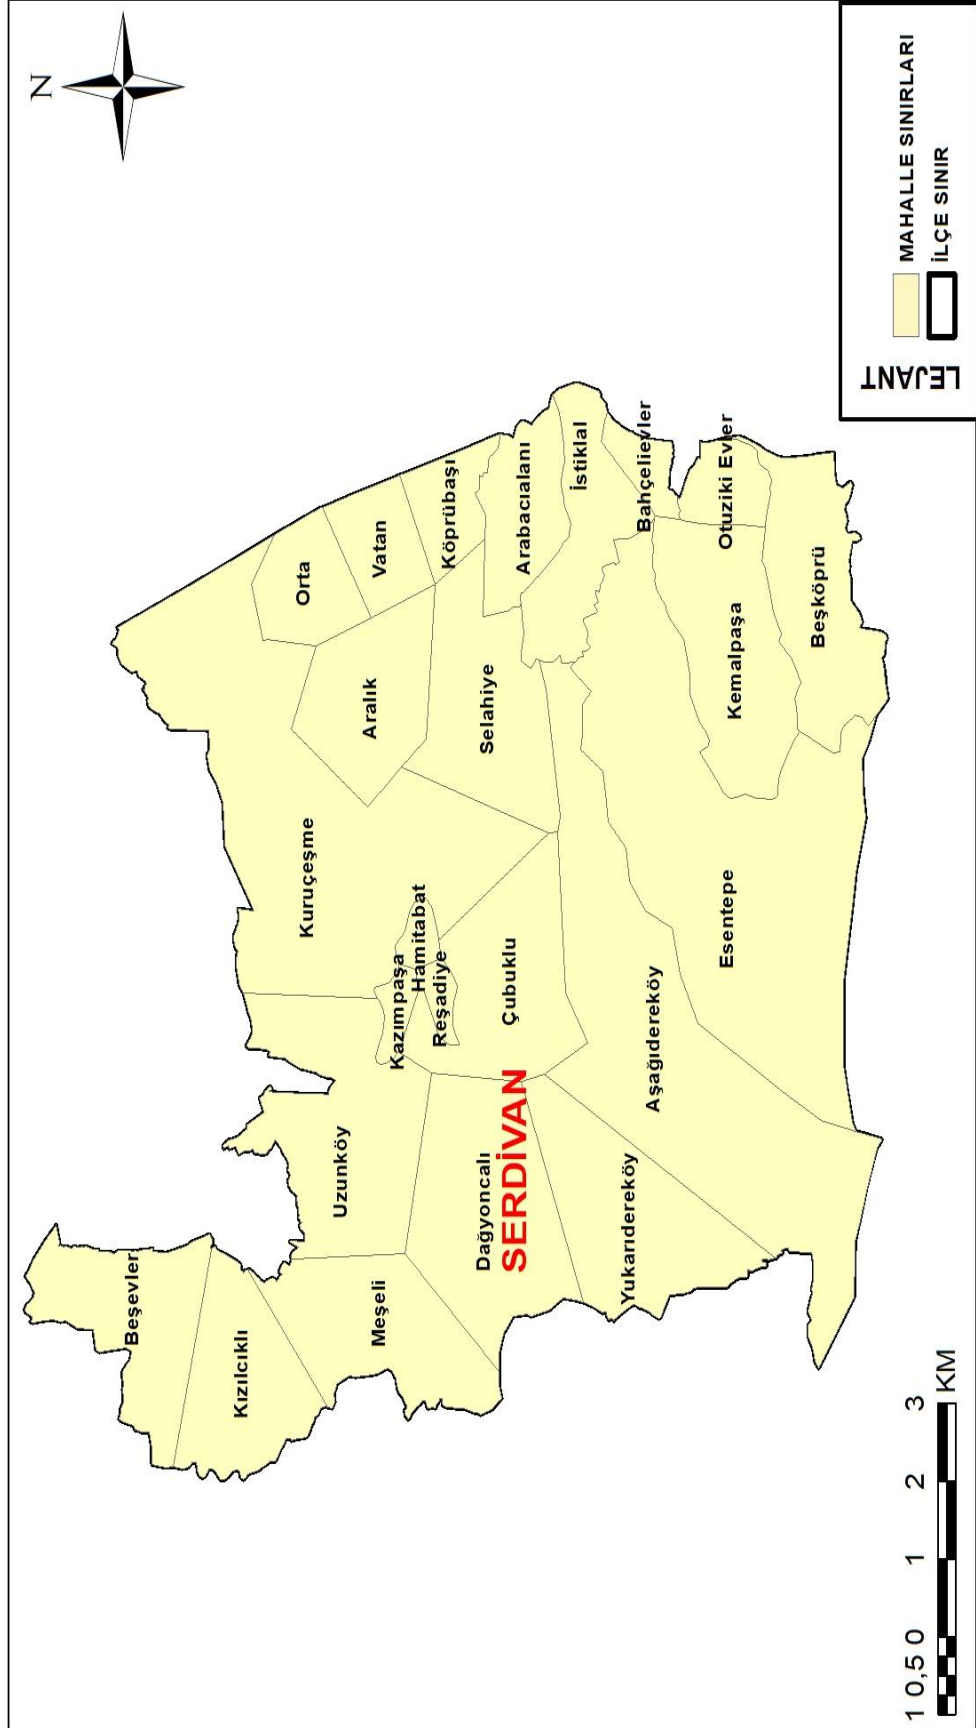 N
Beşevler
Kızılcıklı
Meşeli
Uzunköy
Kuruçeşme
Orta
Vatan
Aralık
Köprübaşı
Kazımpaşa
Hamitabat
Reşadiye
Selahiye
Arabacıalanı
İstiklal
Çubuklu
Dağyoncalı
SERDİVAN
Yukarıdereköy
Aşağıdereköy
Bahçelievler
Otuziki Evler
Kemalpaşa
Esentepe
Beşköprü
1 0,5 0 1 2 3
KM
LEJANT
MAHALLE SINIRLARI
İLÇE SINIR